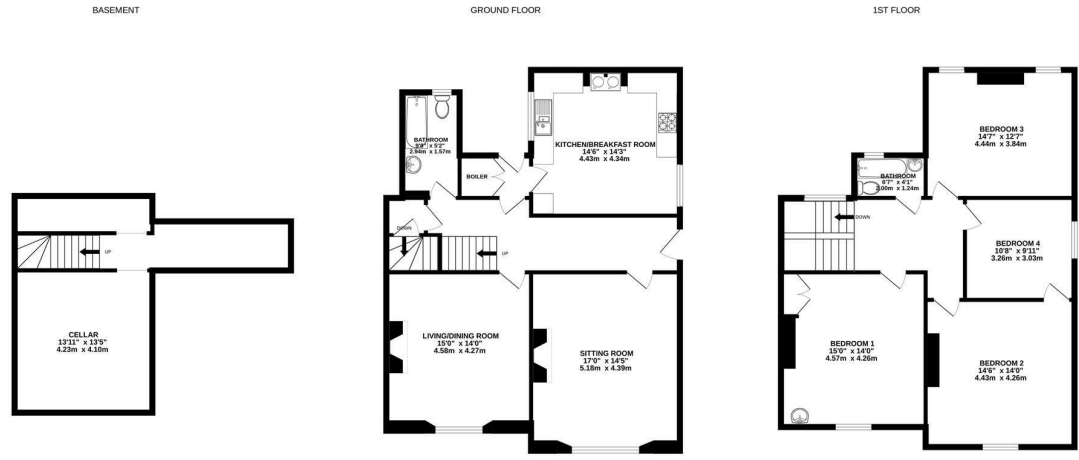 BASEMENT
GROUND FLOOR
1ST FLOOR
UP
CELLAR
13'11" x 13'5"
4.23m x 4.10m
BATHROOM
9'8" x 5'2"
2.94m x 1.57m
KITCHEN/BREAKFAST ROOM
14'6" x 14'3"
4.43m x 4.34m
BOILER
DOWN
UP
LIVING/DINING ROOM
15'0" x 14'0"
4.58m x 4.27m
SITTING ROOM
17'0" x 14'5"
5.18m x 4.39m
BEDROOM 3
14'7" x 12'7"
4.44m x 3.84m
BATHROOM
6'7" x 4'1"
2.00m x 1.24m
DOWN
BEDROOM 4
10'8" x 9'11"
3.26m x 3.03m
BEDROOM 1
15'0" x 14'0"
4.57m x 4.26m
BEDROOM 2
14'6" x 14'0"
4.43m x 4.26m